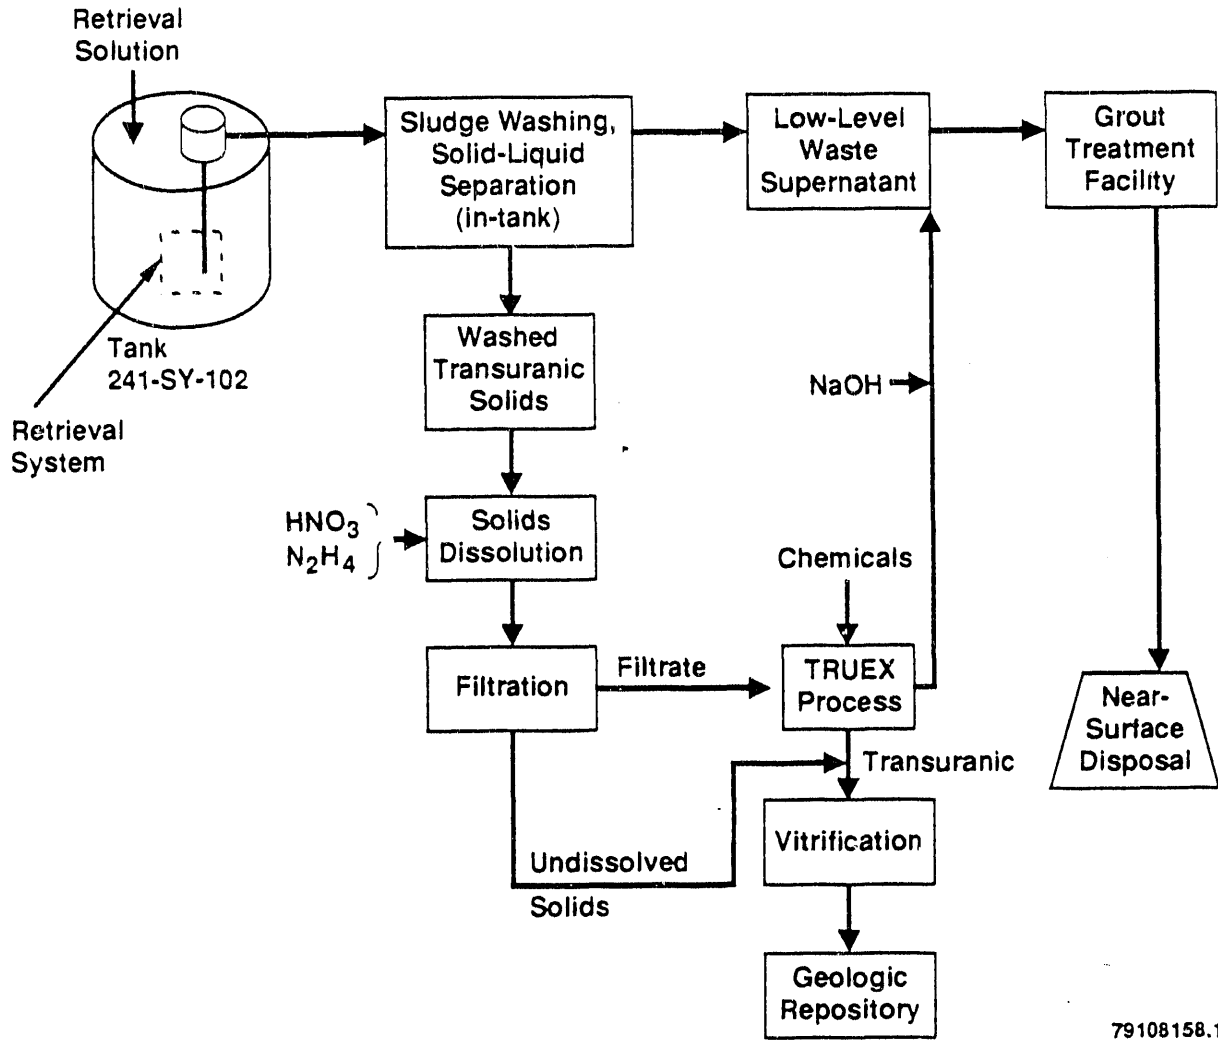 Retrieval
Solution
Sludge Washing,
Solid-Liquid
Separation
(in-tank)
Low-Level
Waste
Supernatant
Grout
Treatment
Facility
Tank
241-SY-102
Retrieval
System
Washed
Transuranic
Solids
NaOH
HNO3
N2H4
Solids
Dissolution
Chemicals
Filtration
Filtrate
TRUEX
Process
Near-
Surface
Disposal
Transuranic
Vitrification
Undissolved
Solids
Geologic
Repository
79108158.1